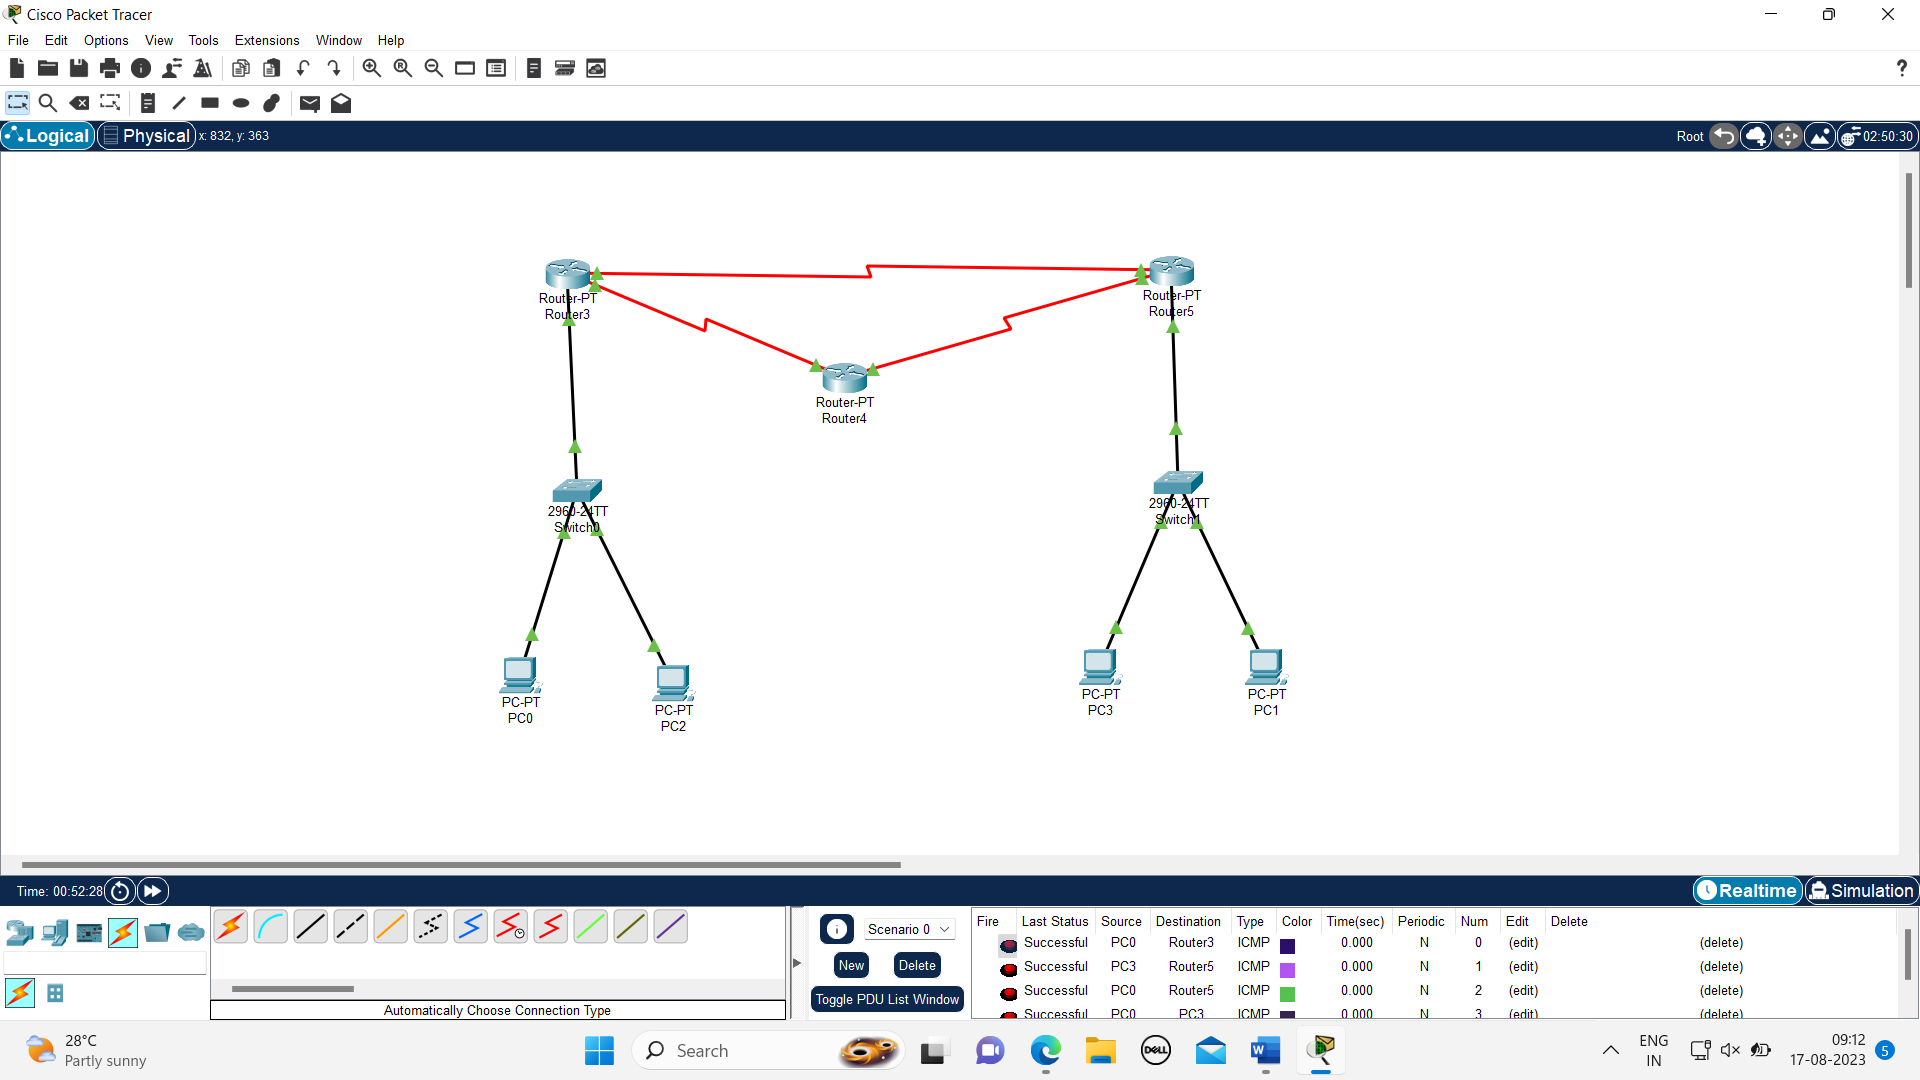 Cisco Packet Tracer
File Edit Options View Tools Extensions Window Help
?
Logical Physical x: 832, y: 363 Root 02:50:30
Router-PT
Router3
Router-PT
Router5
Router-PT
Router4
2960-24TT
Switch0
2960-24TT
Switch1
PC-PT
PC0
PC-PT
PC2
PC-PT
PC3
PC-PT
PC1
Time: 00:52:28 Realtime Simulation
Scenario 0
New Delete
Toggle PDU List Window
Automatically Choose Connection Type
Fire Last Status Source Destination Type Color Time(sec) Periodic Num Edit Delete
Successful PC0 Router3 ICMP 0.000 N 0 (edit) (delete)
Successful PC3 Router5 ICMP 0.000 N 1 (edit) (delete)
Successful PC0 Router5 ICMP 0.000 N 2 (edit) (delete)
Successful PC0 PC3 ICMP 0.000 N 3 (edit) (delete)
28°C
Partly sunny
Search
DELL
ENG
IN
09:12
17-08-2023
5